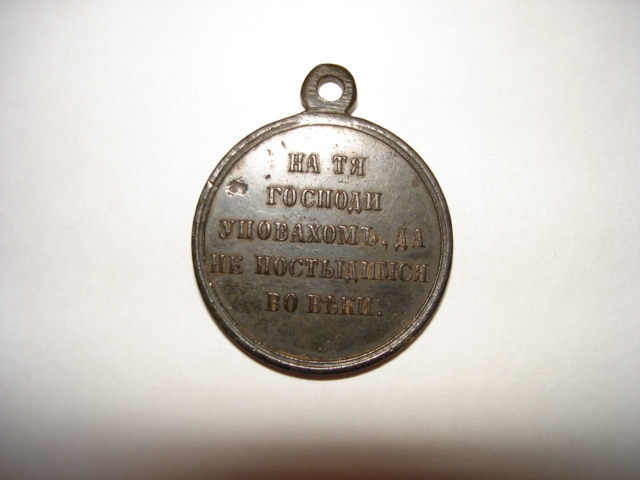 НА ТЯ
ГОСПОДИ
УПОВАХОМЪ, ДА
НЕ ПОСТЫДИМСЯ
ВО ВѢКИ.